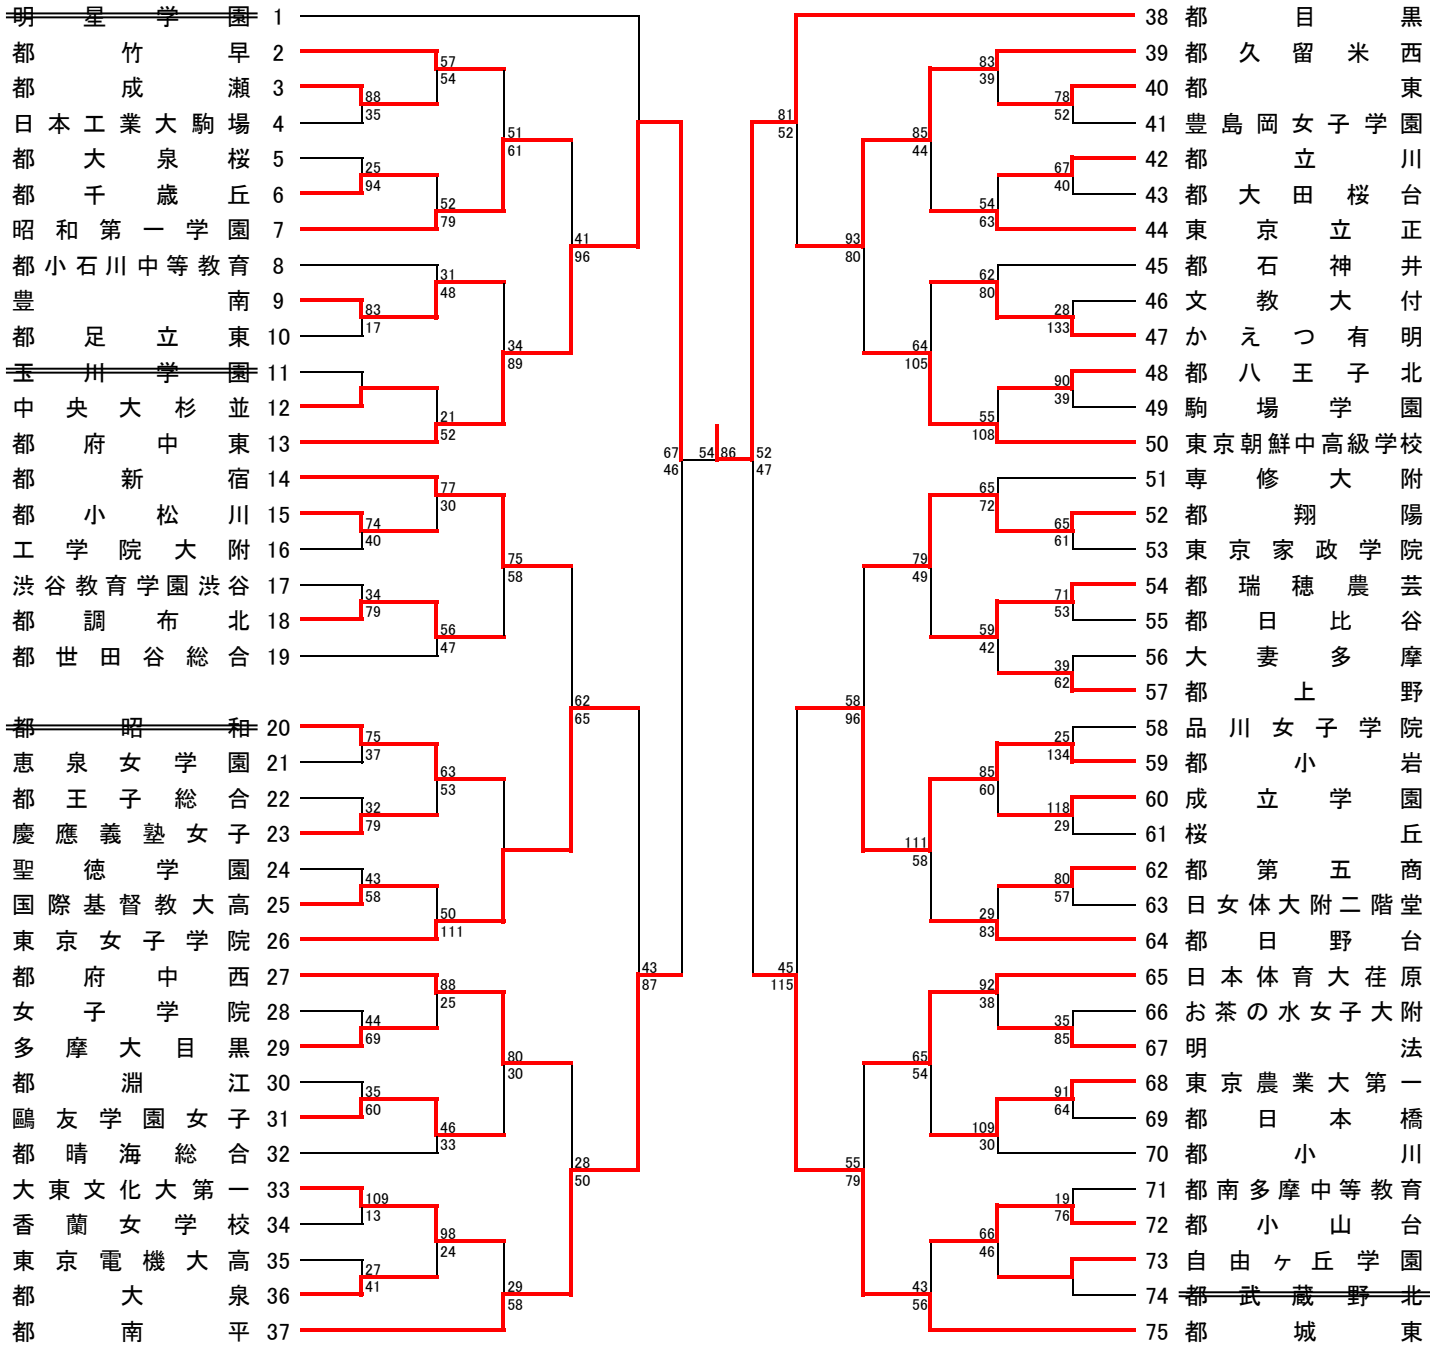 明星学園 1
都竹早 2
都成瀬 3
日本工業大駒場 4
都大泉桜 5
都千歳丘 6
昭和第一学園 7
都小石川中等教育 8
豊南 9
都足立東 10
玉川学園 11
中央大杉並 12
都府中東 13
都新宿 14
都小松川 15
工学院大附 16
渋谷教育学園渋谷 17
都調布北 18
都世田谷総合 19
都昭和 20
恵泉女学園 21
都王子総合 22
慶應義塾女子 23
聖徳学園 24
国際基督教大高 25
東京女子学院 26
都府中西 27
女子学院 28
多摩大目黒 29
都淵江 30
鷗友学園女子 31
都晴海総合 32
大東文化大第一 33
香蘭女学校 34
東京電機大高 35
都大泉 36
都南平 37
88
35
25
94
83
17
74
40
34
79
75
37
32
79
43
58
44
69
35
60
109
13
27
41
57
54
52
79
31
48
21
52
77
30
56
47
63
53
50
111
88
25
46
33
98
24
51
61
34
89
75
58
80
30
29
58
41
96
62
65
28
50
43
87
67
46
54 86
52
47
81
52
45
115
93
80
58
96
55
79
85
44
64
105
79
49
111
58
65
54
43
56
83
39
54
63
62
80
55
108
65
72
59
42
85
60
29
83
92
38
109
30
66
46
78
52
67
40
28
133
90
39
65
61
71
53
39
62
25
134
118
29
80
57
35
85
91
64
19
76
38 都目黒
39 都久留米西
40 都東
41 豊島岡女子学園
42 都立川
43 都大田桜台
44 東京立正
45 都石神井
46 文教大付
47 かえつ有明
48 都八王子北
49 駒場学園
50 東京朝鮮中高級学校
51 専修大附
52 都翔陽
53 東京家政学院
54 都瑞穂農芸
55 都日比谷
56 大妻多摩
57 都上野
58 品川女子学院
59 都小岩
60 成立学園
61 桜丘
62 都第五商
63 日女体大附二階堂
64 都日野台
65 日本体育大荏原
66 お茶の水女子大附
67 明法
68 東京農業大第一
69 都日本橋
70 都小川
71 都南多摩中等教育
72 都小山台
73 自由ヶ丘学園
74 都武蔵野北
75 都城東